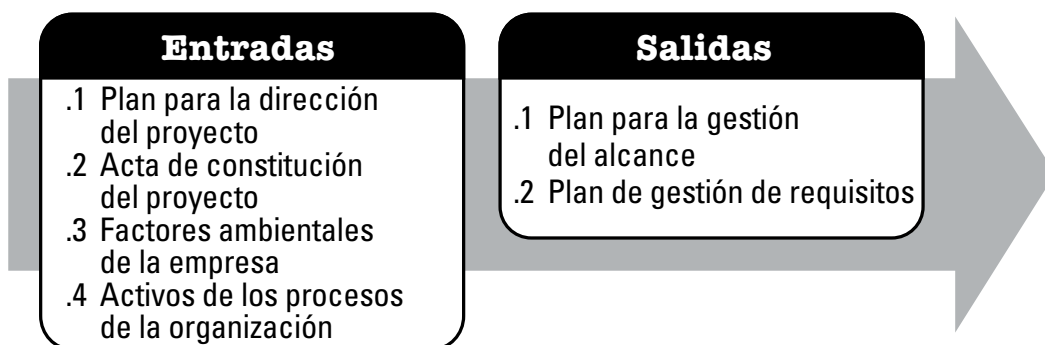 Entradas
.1 Plan para la dirección
del proyecto
.2 Acta de constitución
del proyecto
.3 Factores ambientales
de la empresa
.4 Activos de los procesos
de la organización
Salidas
.1 Plan para la gestión
del alcance
.2 Plan de gestión de requisitos